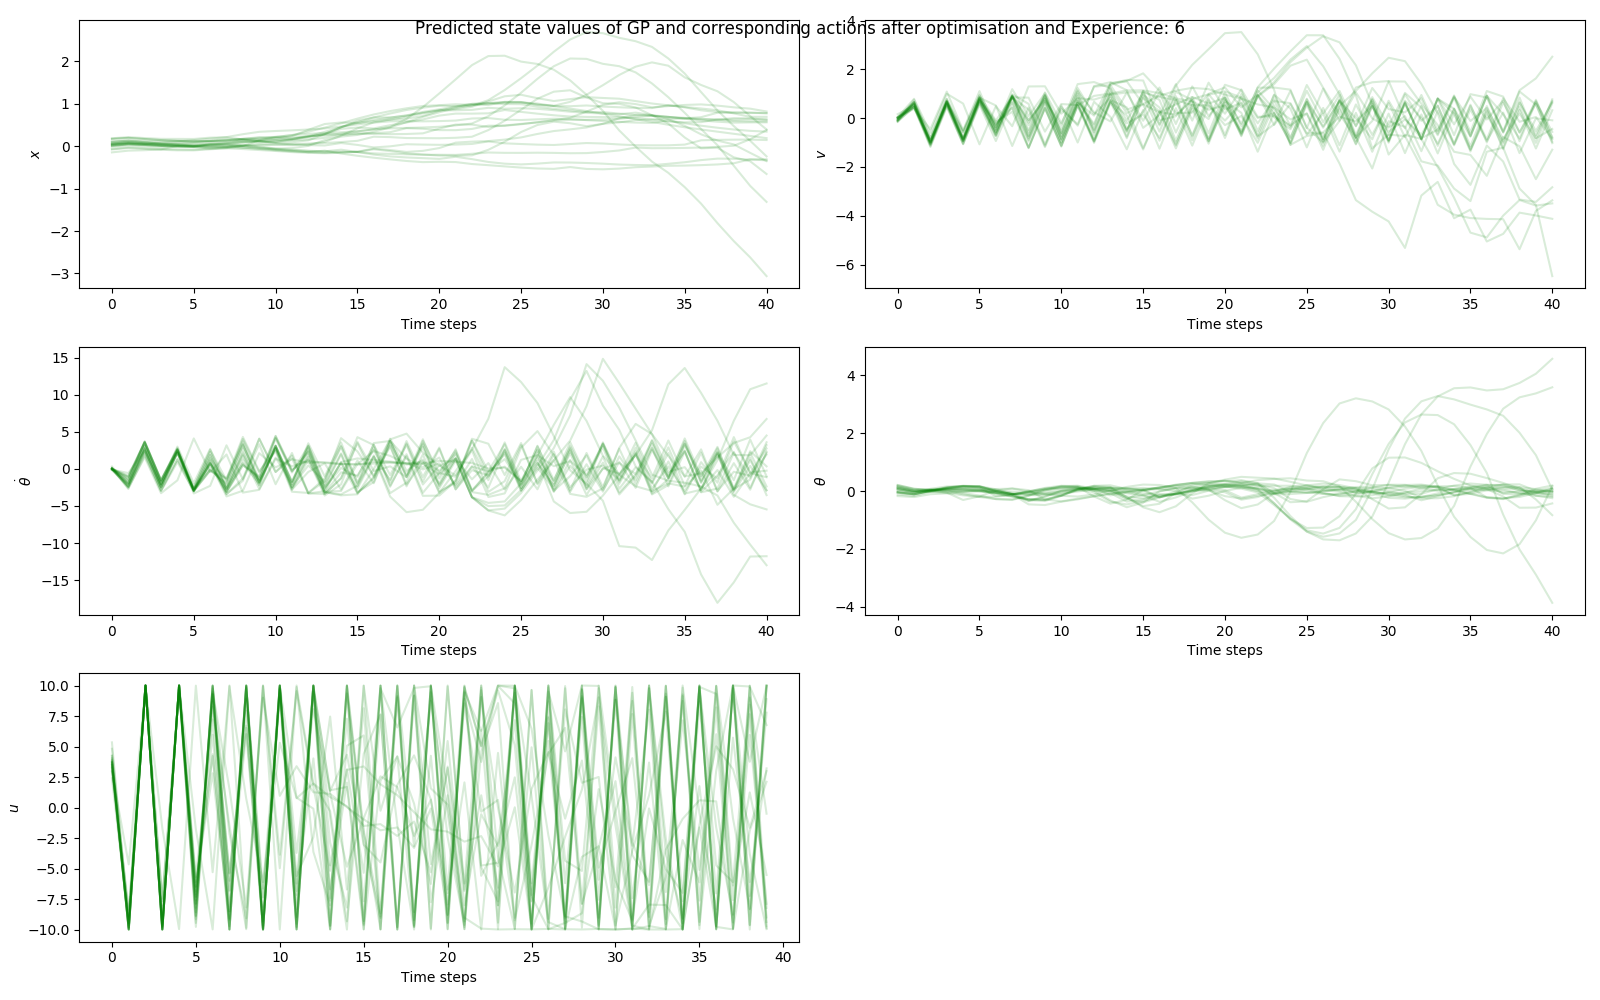 Predicted state values of GP and corresponding actions after optimisation and Experience: 6
2
1
0
−1
−2
−3
x
0 5 10 15 20 25 30 35 40
Time steps
4
2
0
−2
−4
−6
v
0 5 10 15 20 25 30 35 40
Time steps
15
10
5
0
−5
−10
−15
θ̇
0 5 10 15 20 25 30 35 40
Time steps
4
2
0
−2
−4
θ
0 5 10 15 20 25 30 35 40
Time steps
10.0
7.5
5.0
2.5
0.0
−2.5
−5.0
−7.5
−10.0
u
0 5 10 15 20 25 30 35 40
Time steps